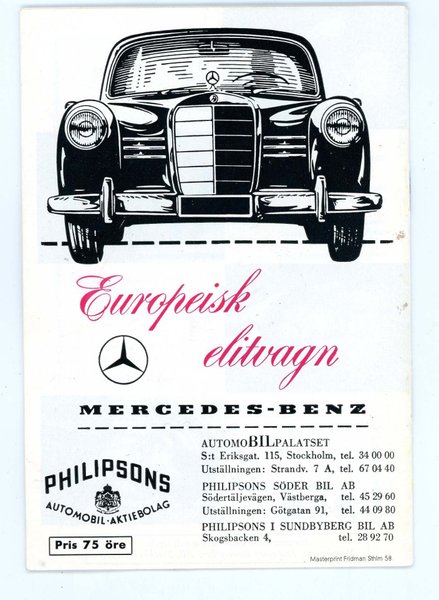 Europeisk
elitvagn
MERCEDES-BENZ
AUTOMOBILPALATSET
S:t Eriksgat. 115, Stockholm, tel. 34 00 00
Utställningen: Strandv. 7 A, tel. 67 04 40
PHILIPSONS SÖDER BIL AB
Södertäljevägen, Västberga, tel. 45 29 60
Utställningen: Götgatan 91, tel. 44 09 80
PHILIPSONS I SUNDBYBERG BIL AB
Skogsbacken 4, tel. 28 92 70
PHILIPSONS
AUTOMOBIL-AKTIEBOLAG
Pris 75 öre
Masterprint Fridman Sthlm 58